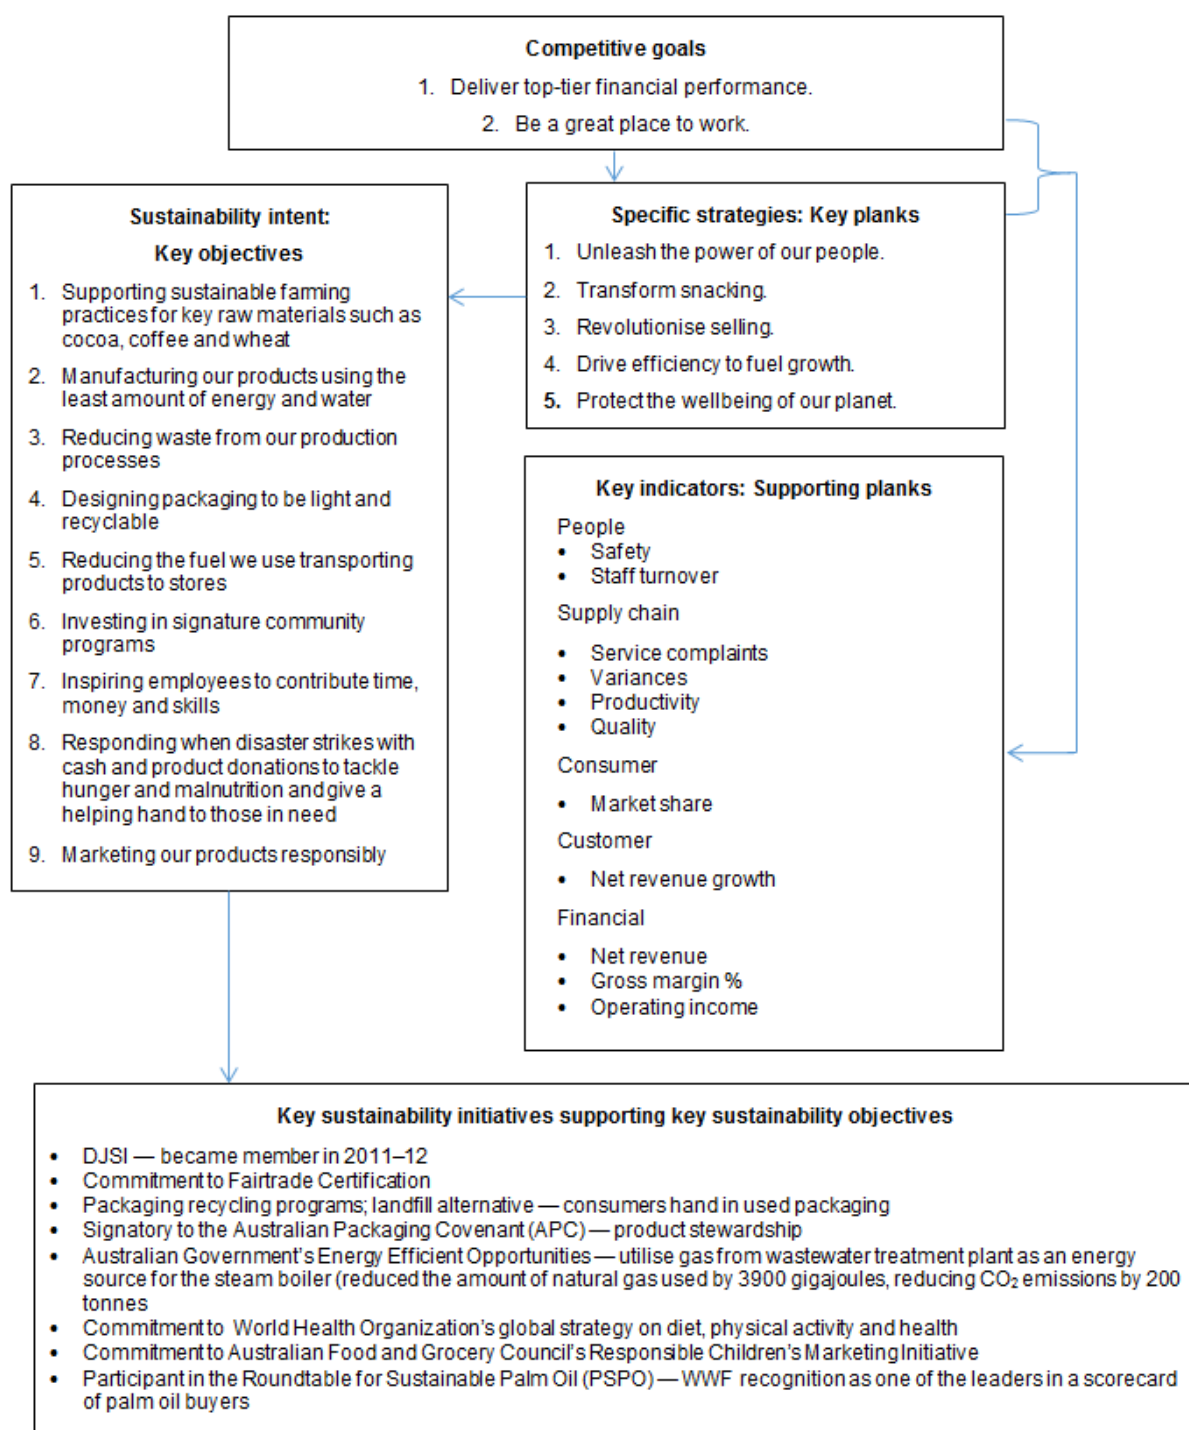 Competitive goals
1. Deliver top-tier financial performance.
2. Be a great place to work.
Sustainability intent:
Key objectives
1. Supporting sustainable farming
practices for key raw materials such as
cocoa, coffee and wheat
2. Manufacturing our products using the
least amount of energy and water
3. Reducing waste from our production
processes
4. Designing packaging to be light and
recyclable
5. Reducing the fuel we use transporting
products to stores
6. Investing in signature community
programs
7. Inspiring employees to contribute time,
money and skills
8. Responding when disaster strikes with
cash and product donations to tackle
hunger and malnutrition and give a
helping hand to those in need
9. Marketing our products responsibly
Specific strategies: Key planks
1. Unleash the power of our people.
2. Transform snacking.
3. Revolutionise selling.
4. Drive efficiency to fuel growth.
5. Protect the wellbeing of our planet.
Key indicators: Supporting planks
People
• Safety
• Staff turnover
Supply chain
• Service complaints
• Variances
• Productivity
• Quality
Consumer
• Market share
Customer
• Net revenue growth
Financial
• Net revenue
• Gross margin %
• Operating income
Key sustainability initiatives supporting key sustainability objectives
• DJSI — became member in 2011–12
• Commitment to Fairtrade Certification
• Packaging recycling programs; landfill alternative — consumers hand in used packaging
• Signatory to the Australian Packaging Covenant (APC) — product stewardship
• Australian Government's Energy Efficient Opportunities — utilise gas from wastewater treatment plant as an energy
source for the steam boiler (reduced the amount of natural gas used by 3900 gigajoules, reducing CO₂ emissions by 200
tonnes
• Commitment to World Health Organization's global strategy on diet, physical activity and health
• Commitment to Australian Food and Grocery Council's Responsible Children's Marketing Initiative
• Participant in the Roundtable for Sustainable Palm Oil (PSPO) — WWF recognition as one of the leaders in a scorecard
of palm oil buyers